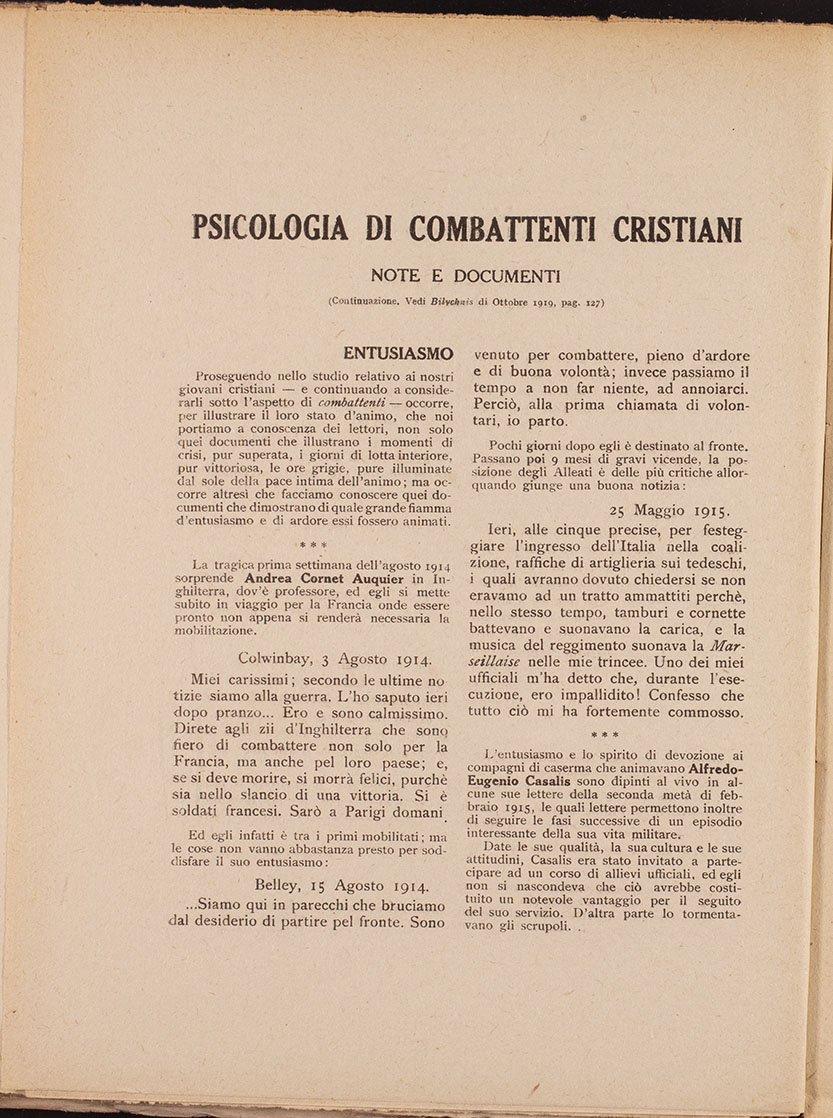 PSICOLOGIA DI COMBATTENTI CRISTIANI
NOTE E DOCUMENTI
(Continuazione. Vedi Bilychnis di Ottobre 1919, pag. 127)
ENTUSIASMO
Proseguendo nello studio relativo ai nostri
giovani cristiani — e continuando a conside-
rarli sotto l'aspetto di combattenti — occorre,
per illustrare il loro stato d'animo, che noi
portiamo a conoscenza dei lettori, non solo
quei documenti che illustrano i momenti di
crisi, pur superata, i giorni di lotta interiore,
pur vittoriosa, le ore grigie, pure illuminate
dal sole della pace intima dell'animo; ma oc-
corre altresì che facciamo conoscere quei do-
cumenti che dimostrano di quale grande fiamma
d'entusiasmo e di ardore essi fossero animati.
* * *
La tragica prima settimana dell'agosto 1914
sorprende Andrea Cornet Auquier in In-
ghilterra, dov'è professore, ed egli si mette
subito in viaggio per la Francia onde essere
pronto non appena si renderà necessaria la
mobilitazione.
Colwinbay, 3 Agosto 1914.
Miei carissimi; secondo le ultime no
tizie siamo alla guerra. L'ho saputo ieri
dopo pranzo... Ero e sono calmissimo.
Direte agli zii d'Inghilterra che sono
fiero di combattere non solo per la
Francia, ma anche pel loro paese; e,
se si deve morire, si morrà felici, purchè
sia nello slancio di una vittoria. Si è
soldati francesi. Sarò a Parigi domani.
Ed egli infatti è tra i primi mobilitati; ma
le cose non vanno abbastanza presto per sod-
disfare il suo entusiasmo:
Belley, 15 Agosto 1914.
...Siamo qui in parecchi che bruciamo
dal desiderio di partire pel fronte. Sono
venuto per combattere, pieno d'ardore
e di buona volontà; invece passiamo il
tempo a non far niente, ad annoiarci.
Perciò, alla prima chiamata di volon-
tari, io parto.
Pochi giorni dopo egli è destinato al fronte.
Passano poi 9 mesi di gravi vicende, la po-
sizione degli Alleati è delle più critiche allor-
quando giunge una buona notizia:
25 Maggio 1915.
Ieri, alle cinque precise, per festeg-
giare l'ingresso dell'Italia nella coali-
zione, raffiche di artiglieria sui tedeschi,
i quali avranno dovuto chiedersi se non
eravamo ad un tratto ammattiti perchè,
nello stesso tempo, tamburi e cornette
battevano e suonavano la carica, e la
musica del reggimento suonava la Mar-
seillaise nelle mie trincee. Uno dei miei
ufficiali m'ha detto che, durante l'ese-
cuzione, ero impallidito! Confesso che
tutto ciò mi ha fortemente commosso.
* * *
L'entusiasmo e lo spirito di devozione ai
compagni di caserma che animavano Alfredo-
Eugenio Casalis sono dipinti al vivo in al-
cune sue lettere della seconda metà di feb-
braio 1915, le quali lettere permettono inoltre
di seguire le fasi successive di un episodio
interessante della sua vita militare.
Date le sue qualità, la sua cultura e le sue
attitudini, Casalis era stato invitato a parte-
cipare ad un corso di allievi ufficiali, ed egli
non si nascondeva che ciò avrebbe costi-
tuito un notevole vantaggio per il seguito
del suo servizio. D'altra parte lo tormenta-
vano gli scrupoli. .